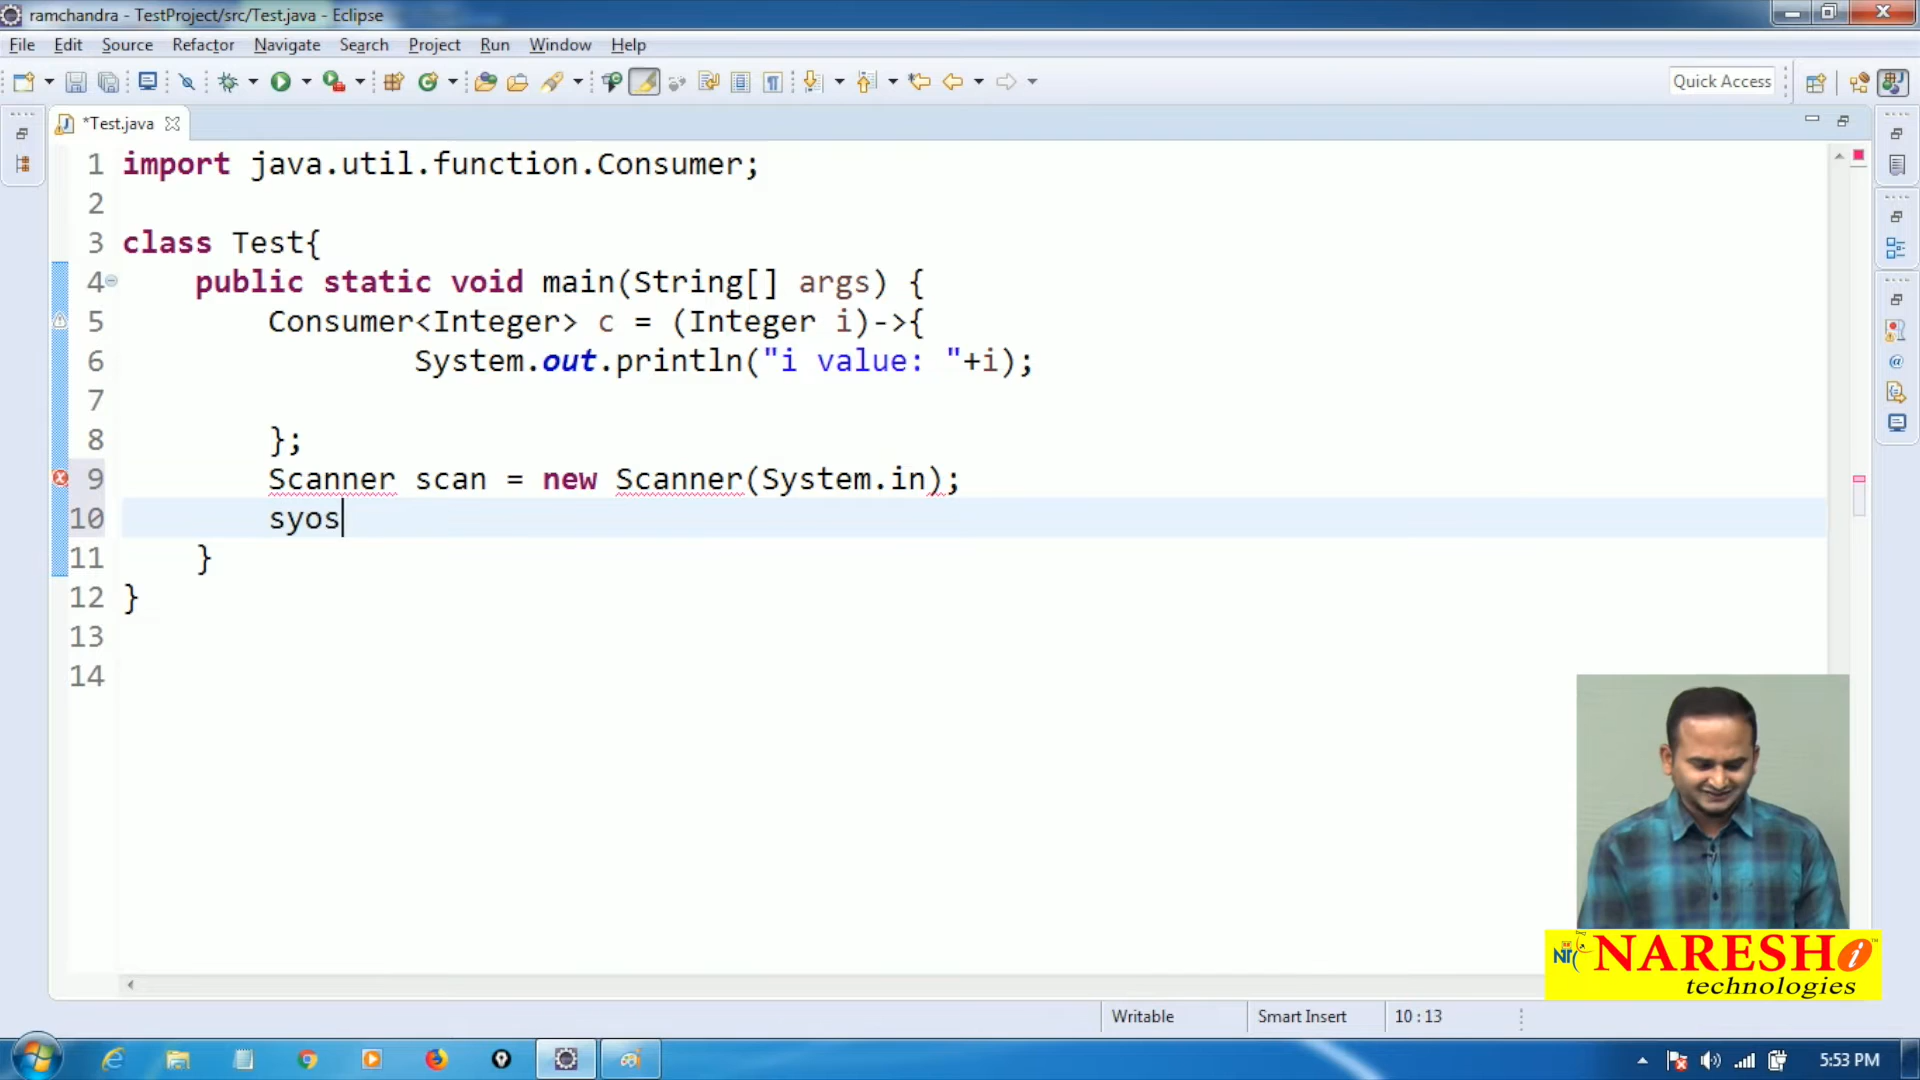 ramchandra - TestProject/src/Test.java - Eclipse
File Edit Source Refactor Navigate Search Project Run Window Help
Quick Access
*Test.java
1 import java.util.function.Consumer;
2
3 class Test{
4 public static void main(String[] args) {
5 Consumer<Integer> c = (Integer i)->{
6 System.out.println("i value: "+i);
7
8 };
9 Scanner scan = new Scanner(System.in);
10 syos
11 }
12 }
13
14
NARESH i
technologies
Writable Smart Insert 10 : 13
5:53 PM